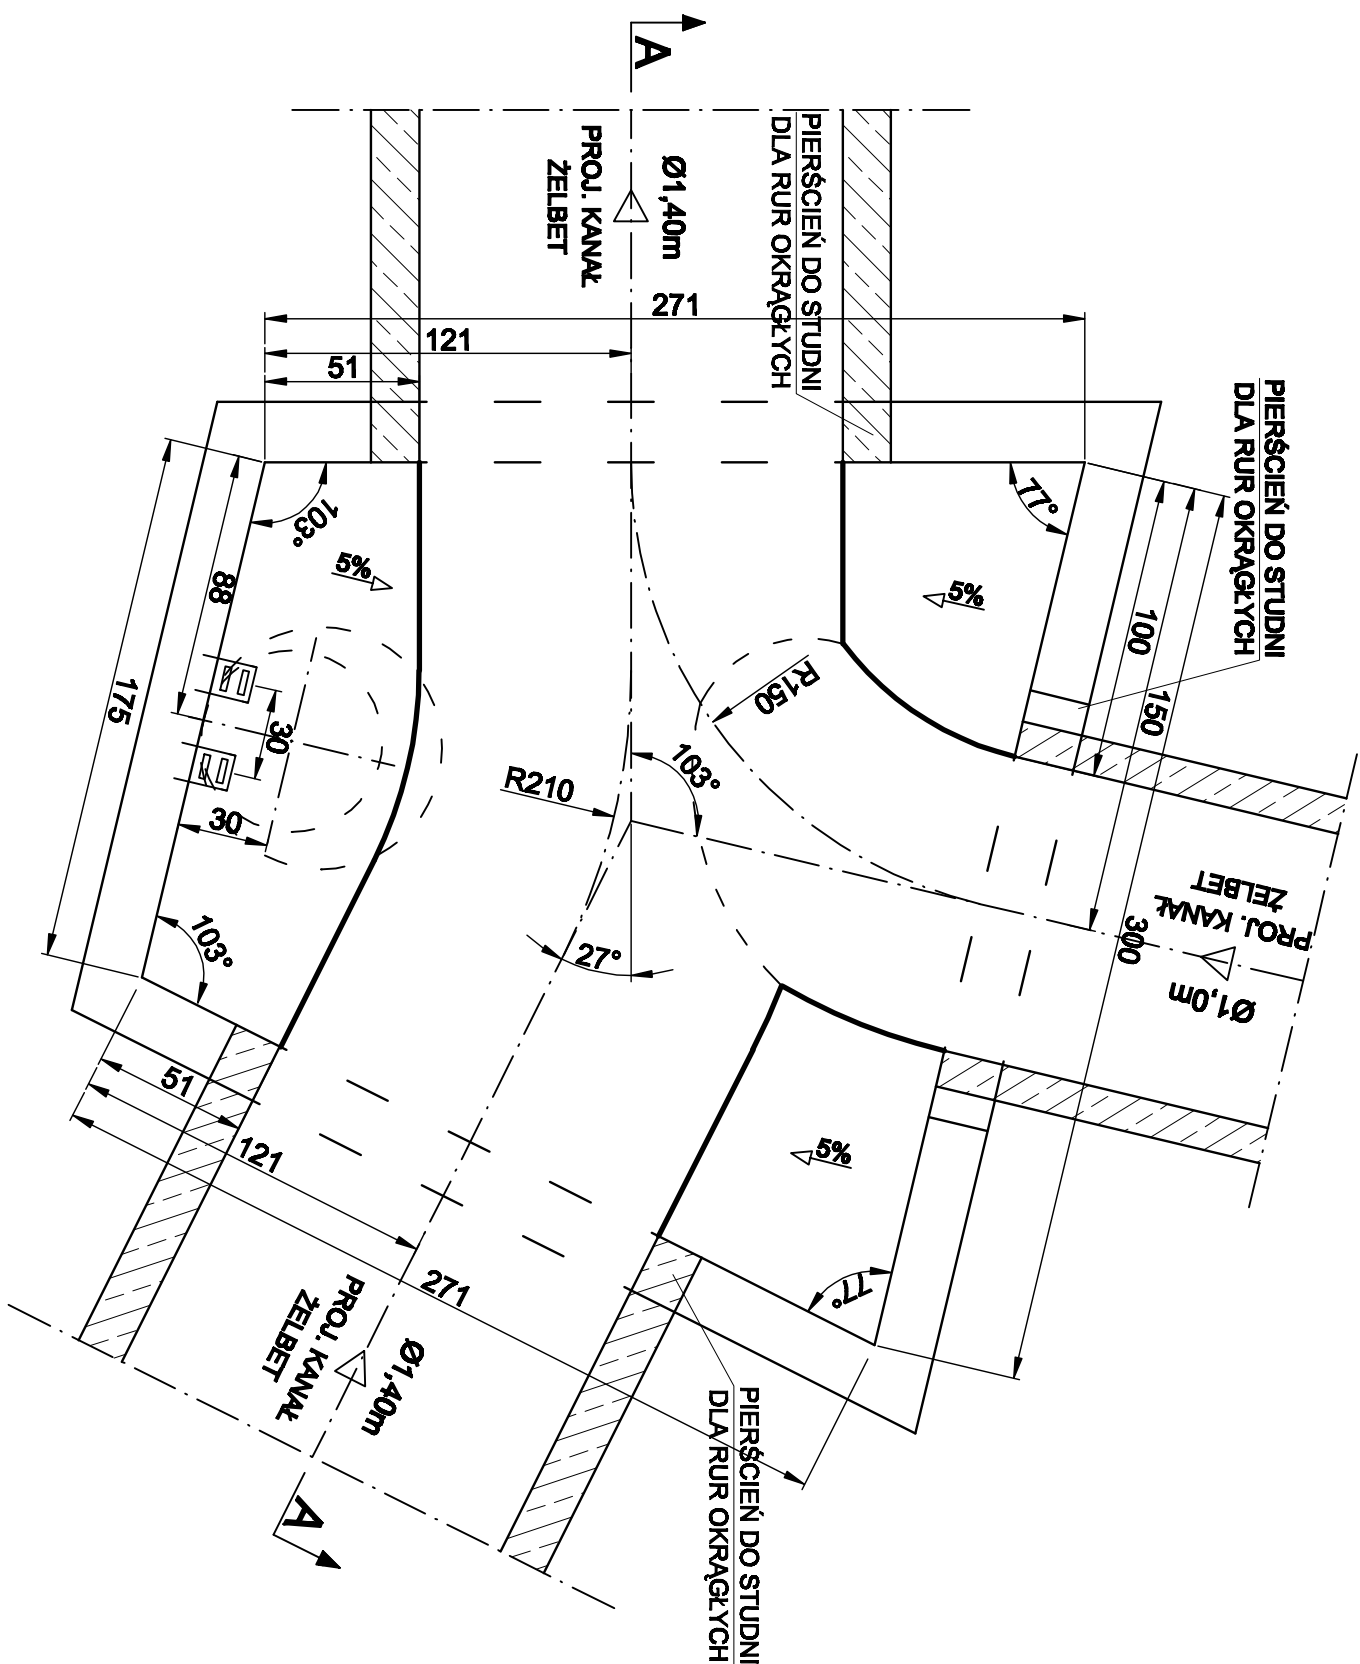 A
PIERŚCIEŃ DO STUDNI
DLA RUR OKRĄGŁYCH
Ø1,40m
PROJ. KANAŁ
ŻELBET
271
121
51
PIERŚCIEŃ DO STUDNI
DLA RUR OKRĄGŁYCH
77°
103°
5%
5%
100
150
300
88
175
R150
30
103°
R210
30
27°
103°
PROJ. KANAŁ
ŻELBET
Ø1,0m
51
121
271
5%
77°
PROJ. KANAŁ
ŻELBET
Ø1,40m
PIERŚCIEŃ DO STUDNI
DLA RUR OKRĄGŁYCH
A